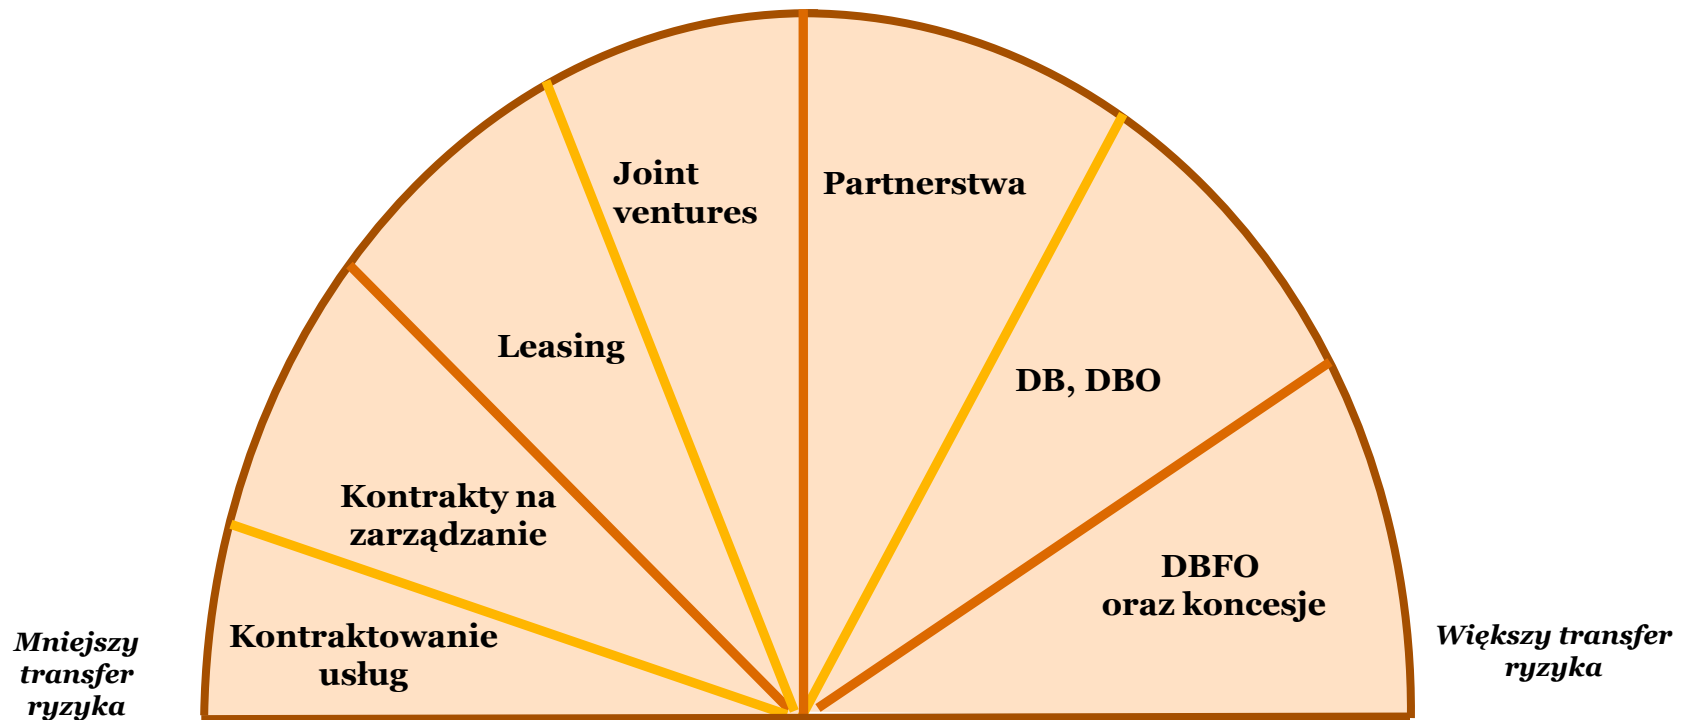 Joint
ventures
Partnerstwa
Leasing
DB, DBO
Kontrakty na
zarządzanie
DBFO
oraz koncesje
Kontraktowanie
usług
Mniejszy
transfer
ryzyka
Większy transfer
ryzyka